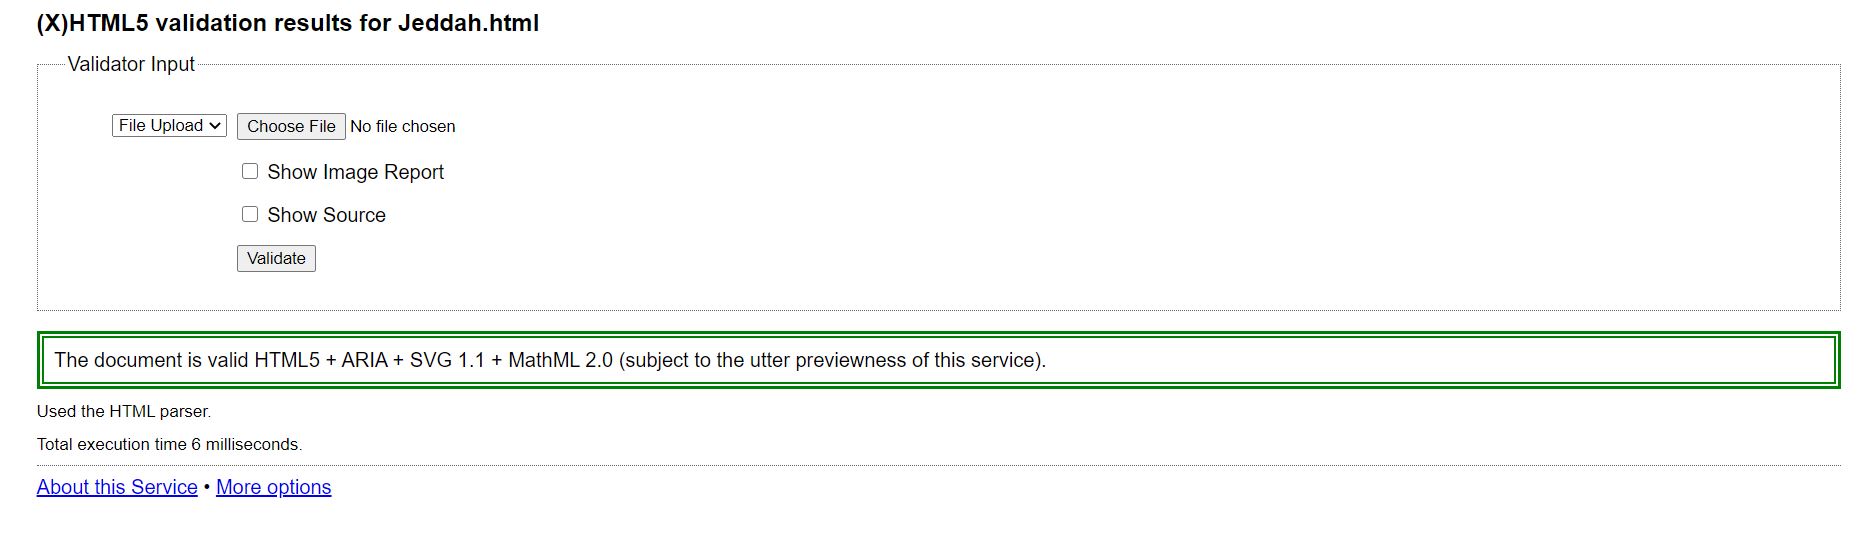 (X)HTML5 validation results for Jeddah.html
Validator Input
File Upload Choose File No file chosen
Show Image Report
Show Source
Validate
The document is valid HTML5 + ARIA + SVG 1.1 + MathML 2.0 (subject to the utter previewness of this service).
Used the HTML parser.
Total execution time 6 milliseconds.
About this Service • More options